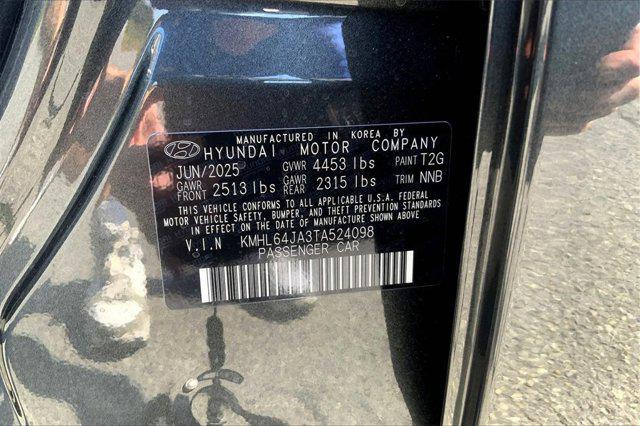 MANUFACTURED IN KOREA BY
HYUNDAI MOTOR COMPANY
JUN/2025 GVWR 4453 lbs PAINT T2G
GAWR FRONT 2513 lbs GAWR REAR 2315 lbs TRIM NNB
THIS VEHICLE CONFORMS TO ALL APPLICABLE U.S.A. FEDERAL
MOTOR VEHICLE SAFETY, BUMPER, AND THEFT PREVENTION STANDARDS
IN EFFECT ON THE DATE OF MANUFACTURE SHOWN ABOVE
V.I.N KMHL64JA3TA524098
PASSENGER CAR